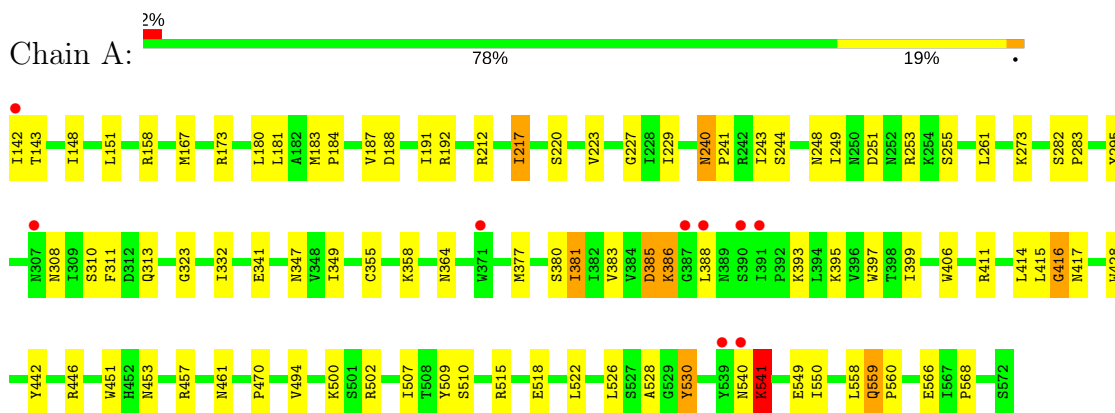 2%
Chain A:
78% 19% •
I142 T143 I148 L151 R158 M167 R173 L180 L181 A182 M183 P184 V187 D188 I191 R192 R212 I217 S220 V223 G227 I228 I229 N240 P241 R242 I243 S244 N248 I249 N250 D251 N252 R253 K254 S255 L261 K273 S282 P283
N307 N308 I309 S310 F311 D312 Q313 G323 I332 E341 N347 V348 I349 C355 K358 N364 W371 M377 S380 I381 I382 V383 V384 D385 K386 G387 L388 N389 S390 I391 P392 K393 L394 K395 V396 W397 T398 I399 W406 R411 L414 L415 G416 N417
Y442 R446 W451 H452 N453 R457 N461 P470 V494 K500 S501 R502 I507 T508 Y509 S510 R515 E518 L522 L526 S527 A528 G529 Y530 Y539 N540 K541 E549 I550 L558 Q559 P560 E566 I567 P568 S572